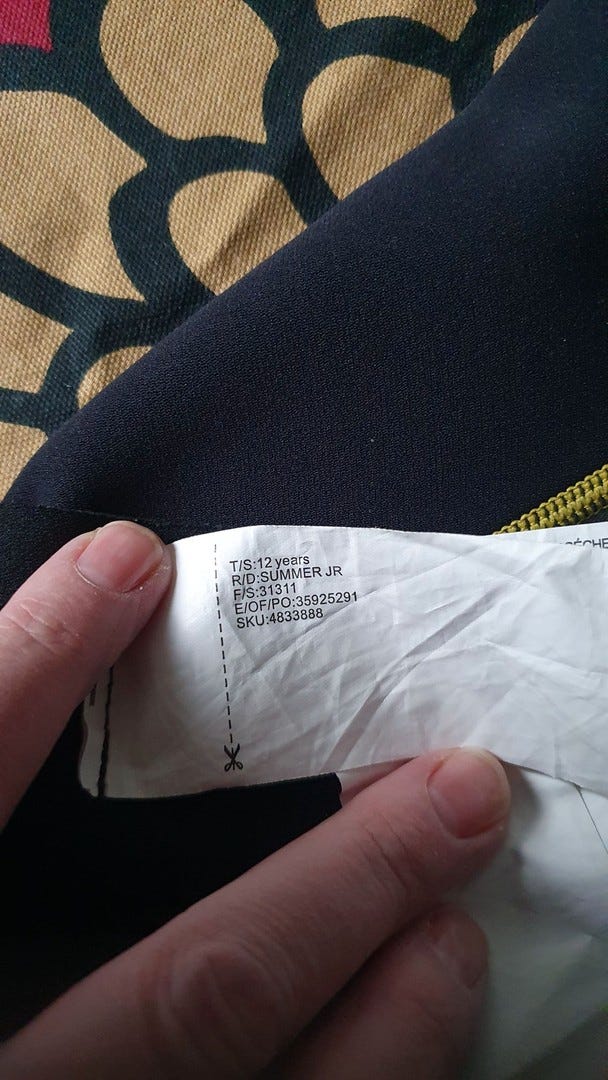 T/S:12 years
R/D:SUMMER JR
F/S:31311
E/OF/PO:35925291
SKU:4833888